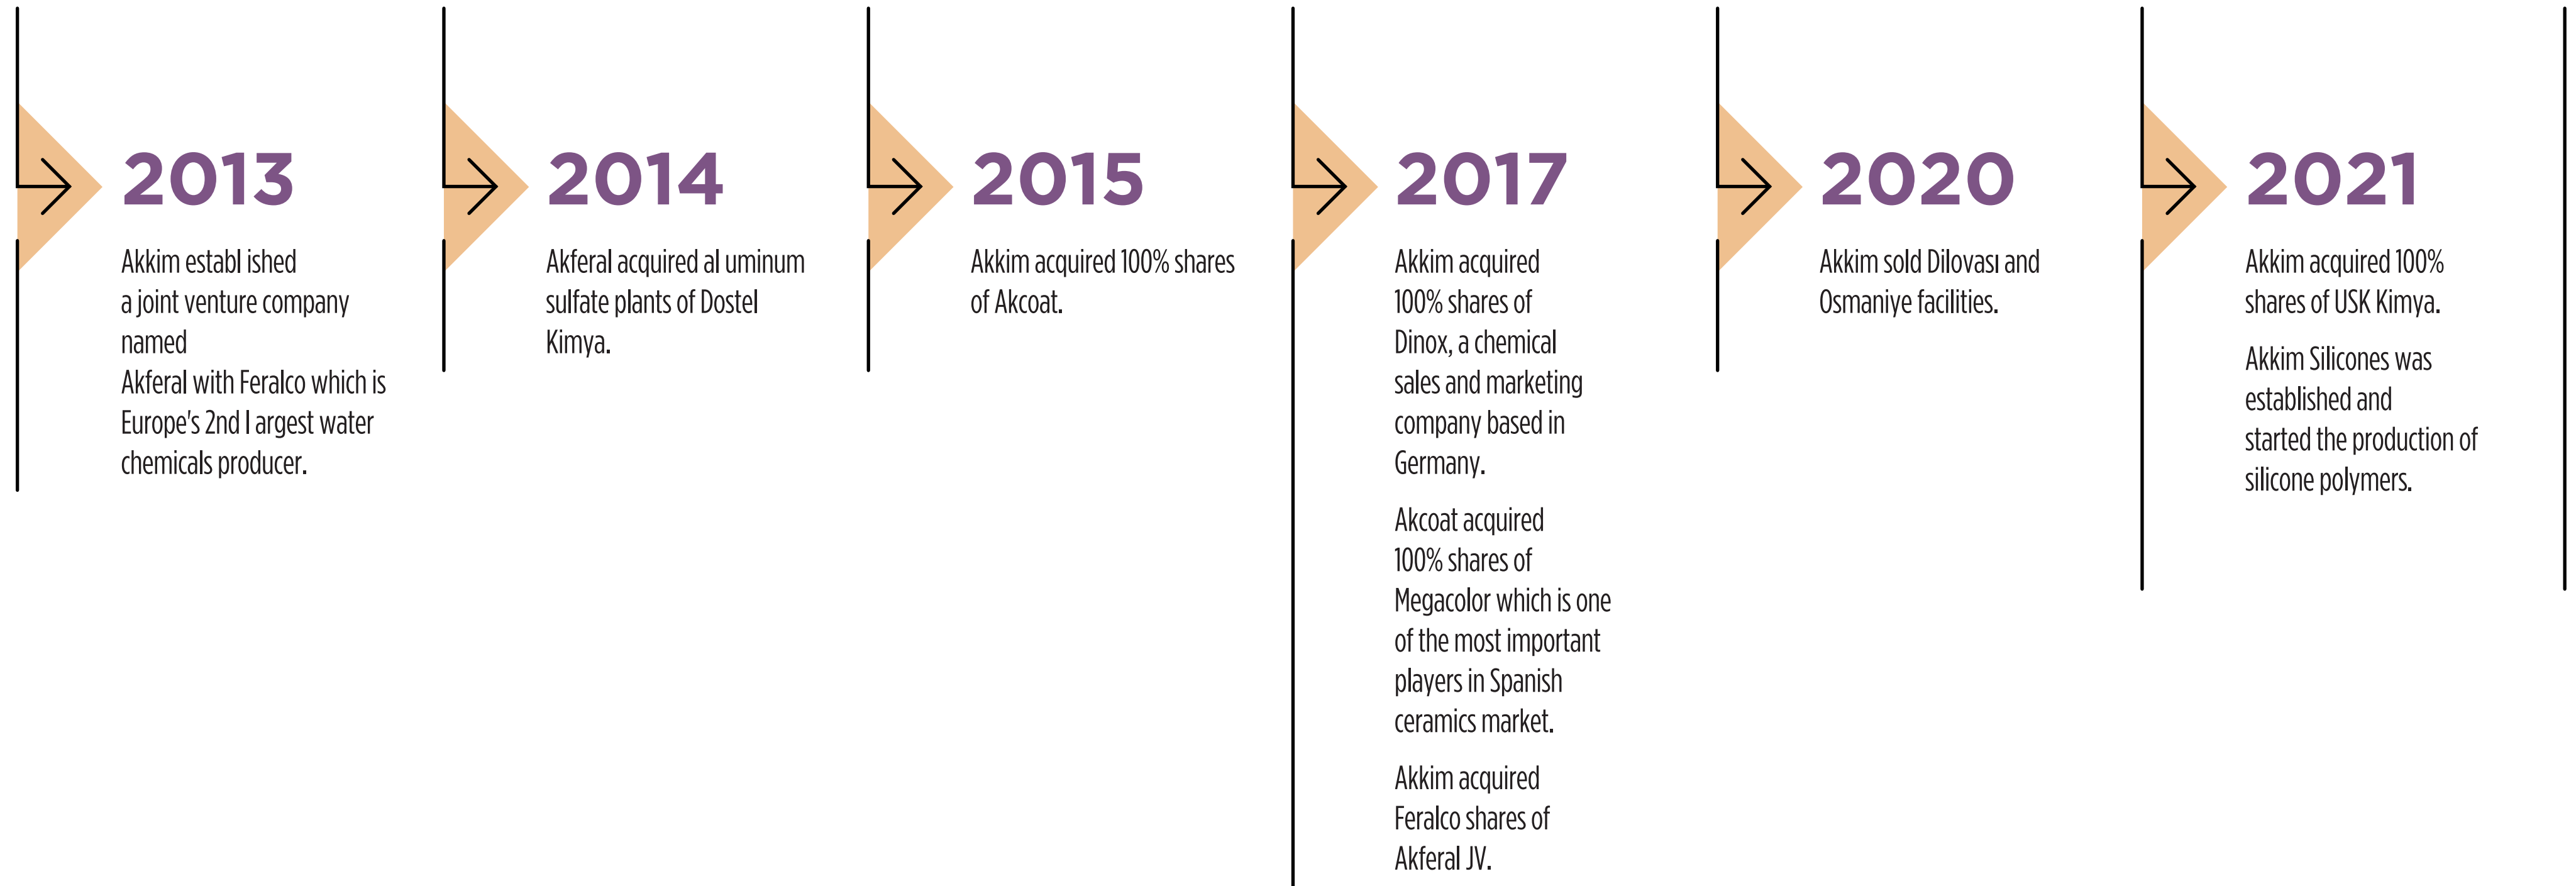 2013
Akkim establ ished
a joint venture company
named
Akferal with Feralco which is
Europe's 2nd l argest water
chemicals producer.
2014
Akferal acquired al uminum
sulfate plants of Dostel
Kimya.
2015
Akkim acquired 100% shares
of Akcoat.
2017
Akkim acquired
100% shares of
Dinox, a chemical
sales and marketing
company based in
Germany.
Akcoat acquired
100% shares of
Megacolor which is one
of the most important
players in Spanish
ceramics market.
Akkim acquired
Feralco shares of
Akferal JV.
2020
Akkim sold Dilovası and
Osmaniye facilities.
2021
Akkim acquired 100%
shares of USK Kimya.
Akkim Silicones was
established and
started the production of
silicone polymers.